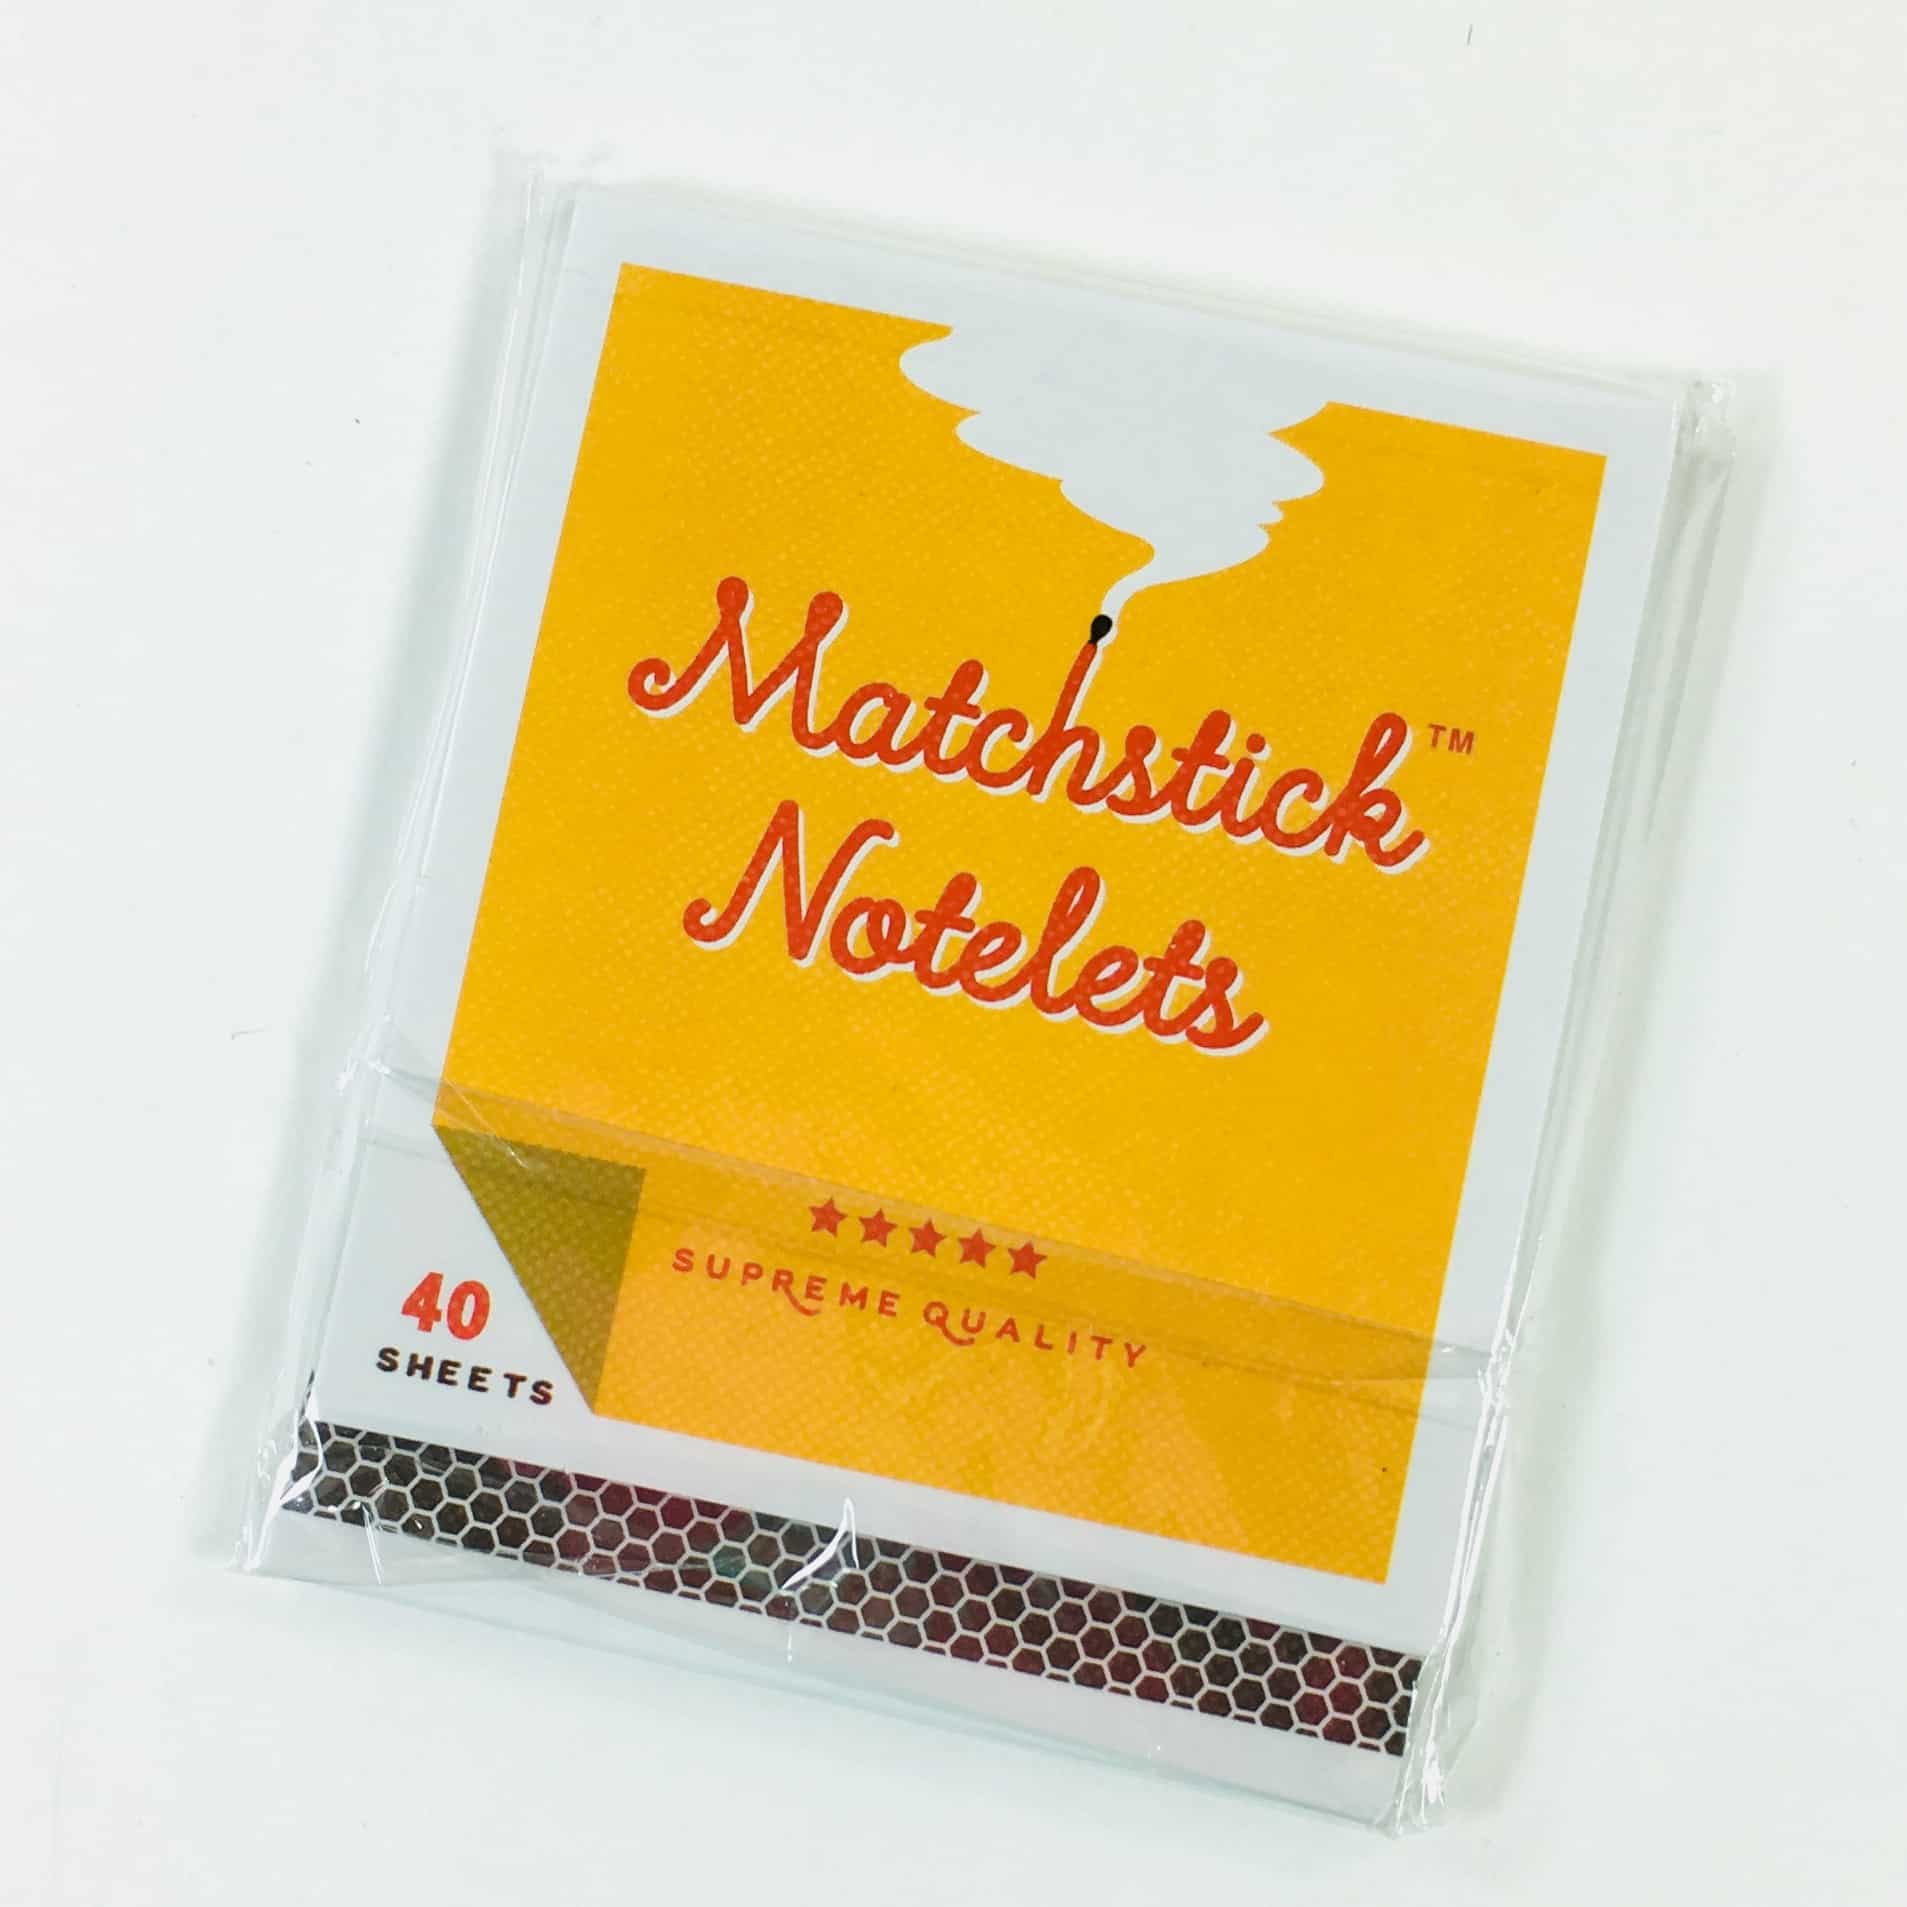 Matchstick™
Notelets
★★★★★
SUPREME QUALITY
40
SHEETS